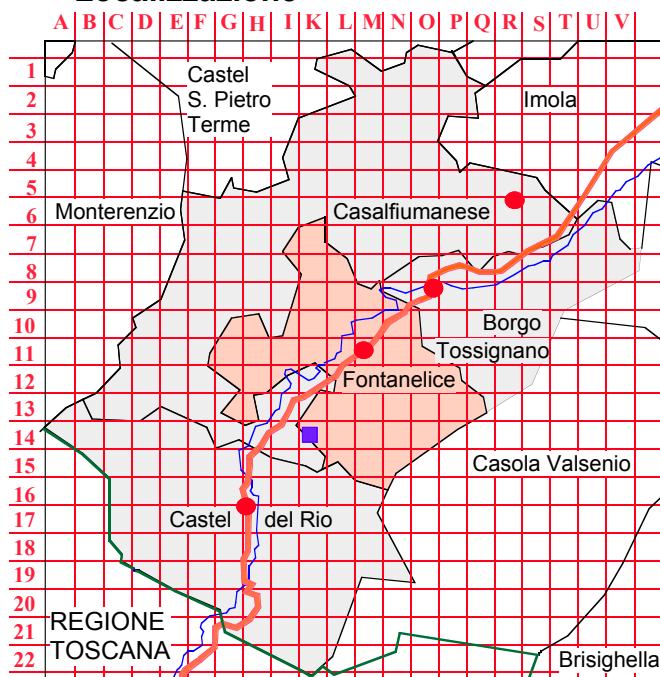 Localizzazione
A B C D E F G H I K L M N O P Q R S T U V
1
Castel
2
S. Pietro
Imola
3
Terme
4
5
6
Monterenzio
Casalfiumanese
7
8
9
10
Borgo
11
Tossignano
12
Fontanelice
13
14
15
Casola Valsenio
16
17
Castel del Rio
18
19
20
REGIONE
21
TOSCANA
22
Brisighella